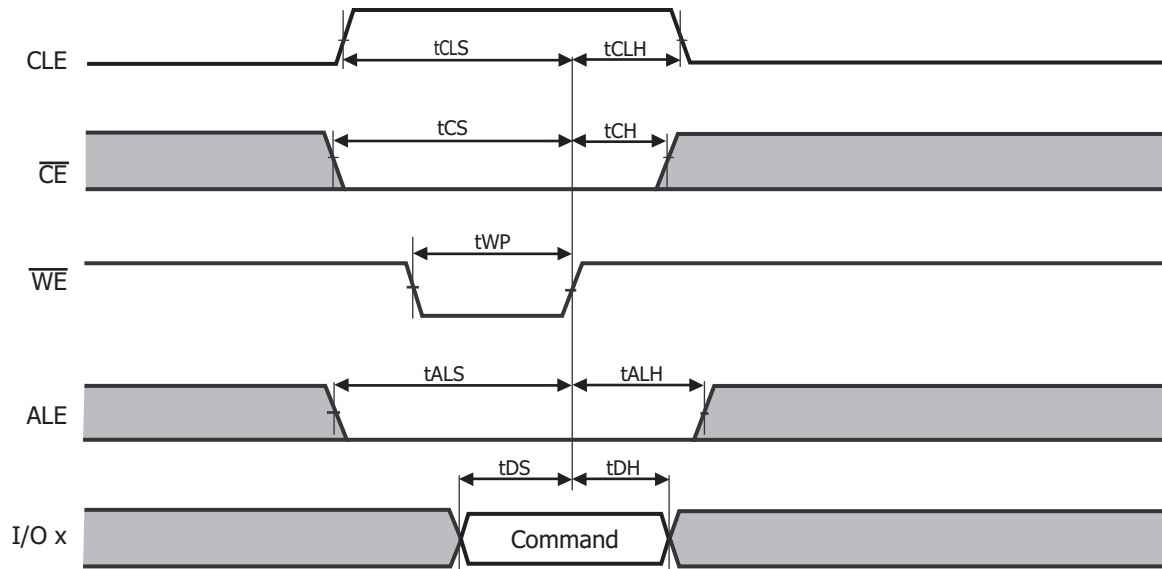 CLE
tCLS
tCLH
CE
tCS
tCH
WE
tWP
ALE
tALS
tALH
I/O x
tDS
tDH
Command